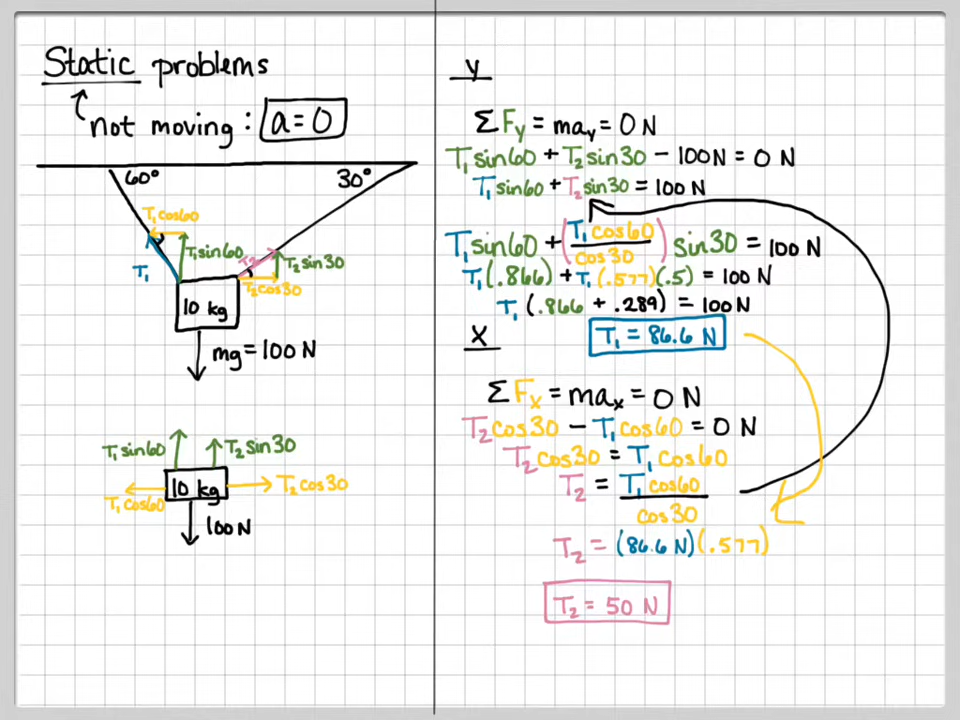 Static problems
not moving: a = 0
60° 30°
T₁cos60
T₁sin60
T₁
T₂
T₂sin30
T₂cos30
10 kg
mg = 100 N
T₁sin60 T₂sin30
10 kg
T₁cos60 T₂cos30
100 N
y
ΣFy = may = 0 N
T₁sin60 + T₂sin30 − 100N = 0 N
T₁sin60 + T₂sin30 = 100 N
T₁sin60 + (T₁cos60 / cos30) sin30 = 100 N
T₁(.866) + T₁(.577)(.5) = 100 N
T₁(.866 + .289) = 100N
T₁ = 86.6 N
X
ΣFx = max = 0 N
T₂cos30 − T₁cos60 = 0 N
T₂cos30 = T₁cos60
T₂ = T₁cos60 / cos30
T₂ = (86.6 N)(.577)
T₂ = 50 N